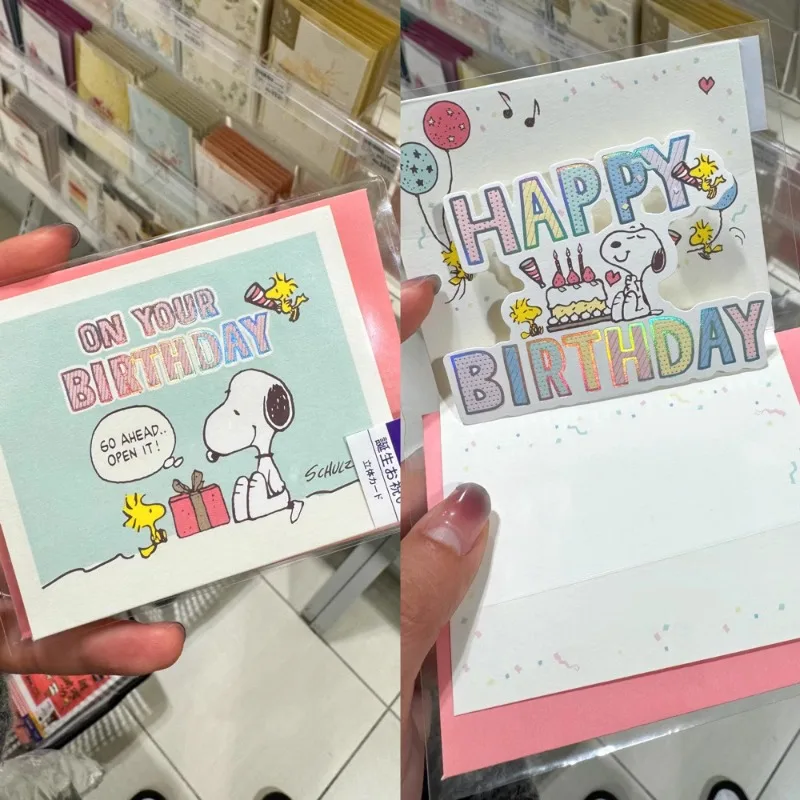 ON YOUR
BIRTHDAY
GO AHEAD..
OPEN IT!
SCHULZ
誕生お祝い
立体カード
HAPPY
BIRTHDAY